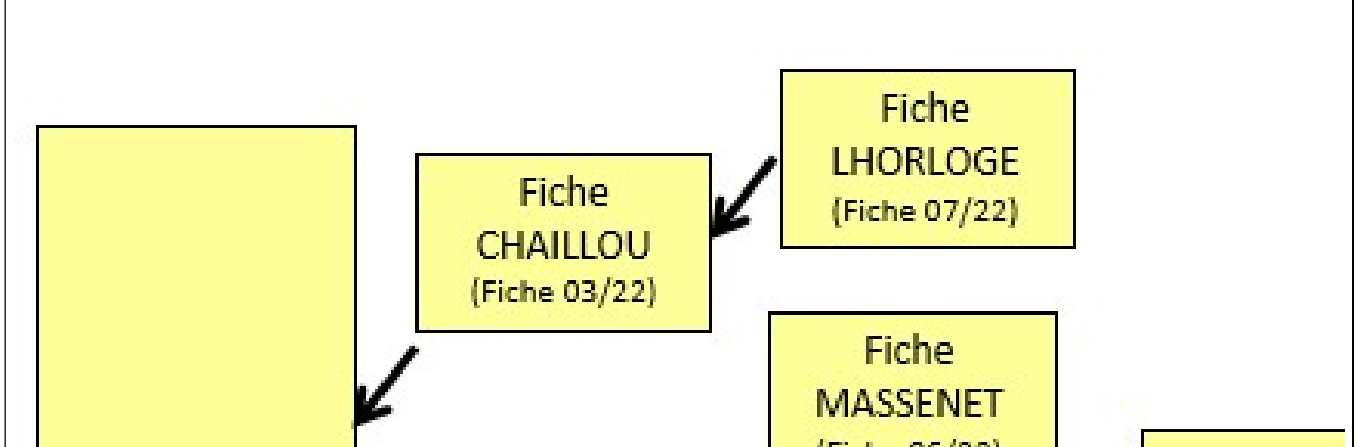 Fiche
LHORLOGE
(Fiche 07/22)
Fiche
CHAILLOU
(Fiche 03/22)
Fiche
MASSENET